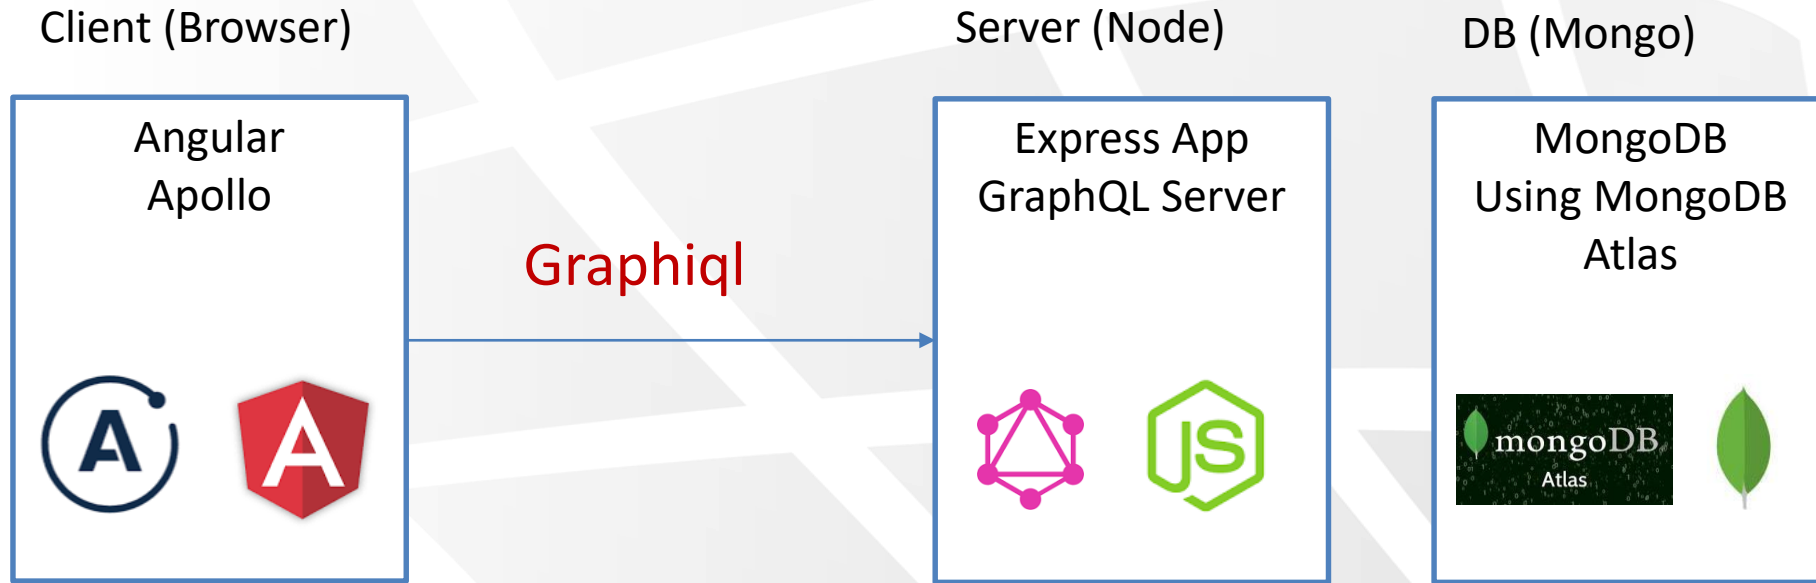 Client (Browser)
Server (Node)
DB (Mongo)
Angular
Apollo
Graphiql
Express App
GraphQL Server
MongoDB
Using MongoDB
Atlas
A
A
JS
mongoDB
Atlas